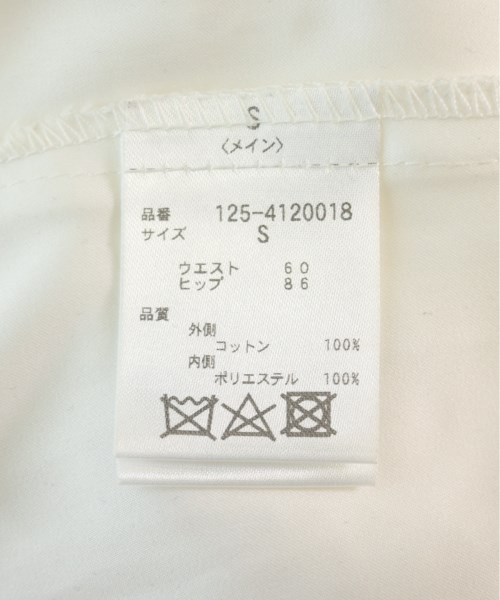 S
〈メイン〉
品番 125-4120018
サイズ S
ウエスト 60
ヒップ 86
品質
外側
コットン 100%
内側
ポリエステル 100%